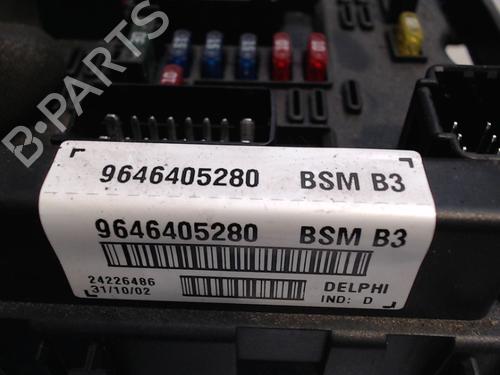 B-PARTS
9646405280 BSM B3
9646405280 BSM B3
24226486
31/10/02
DELPHI
IND: D